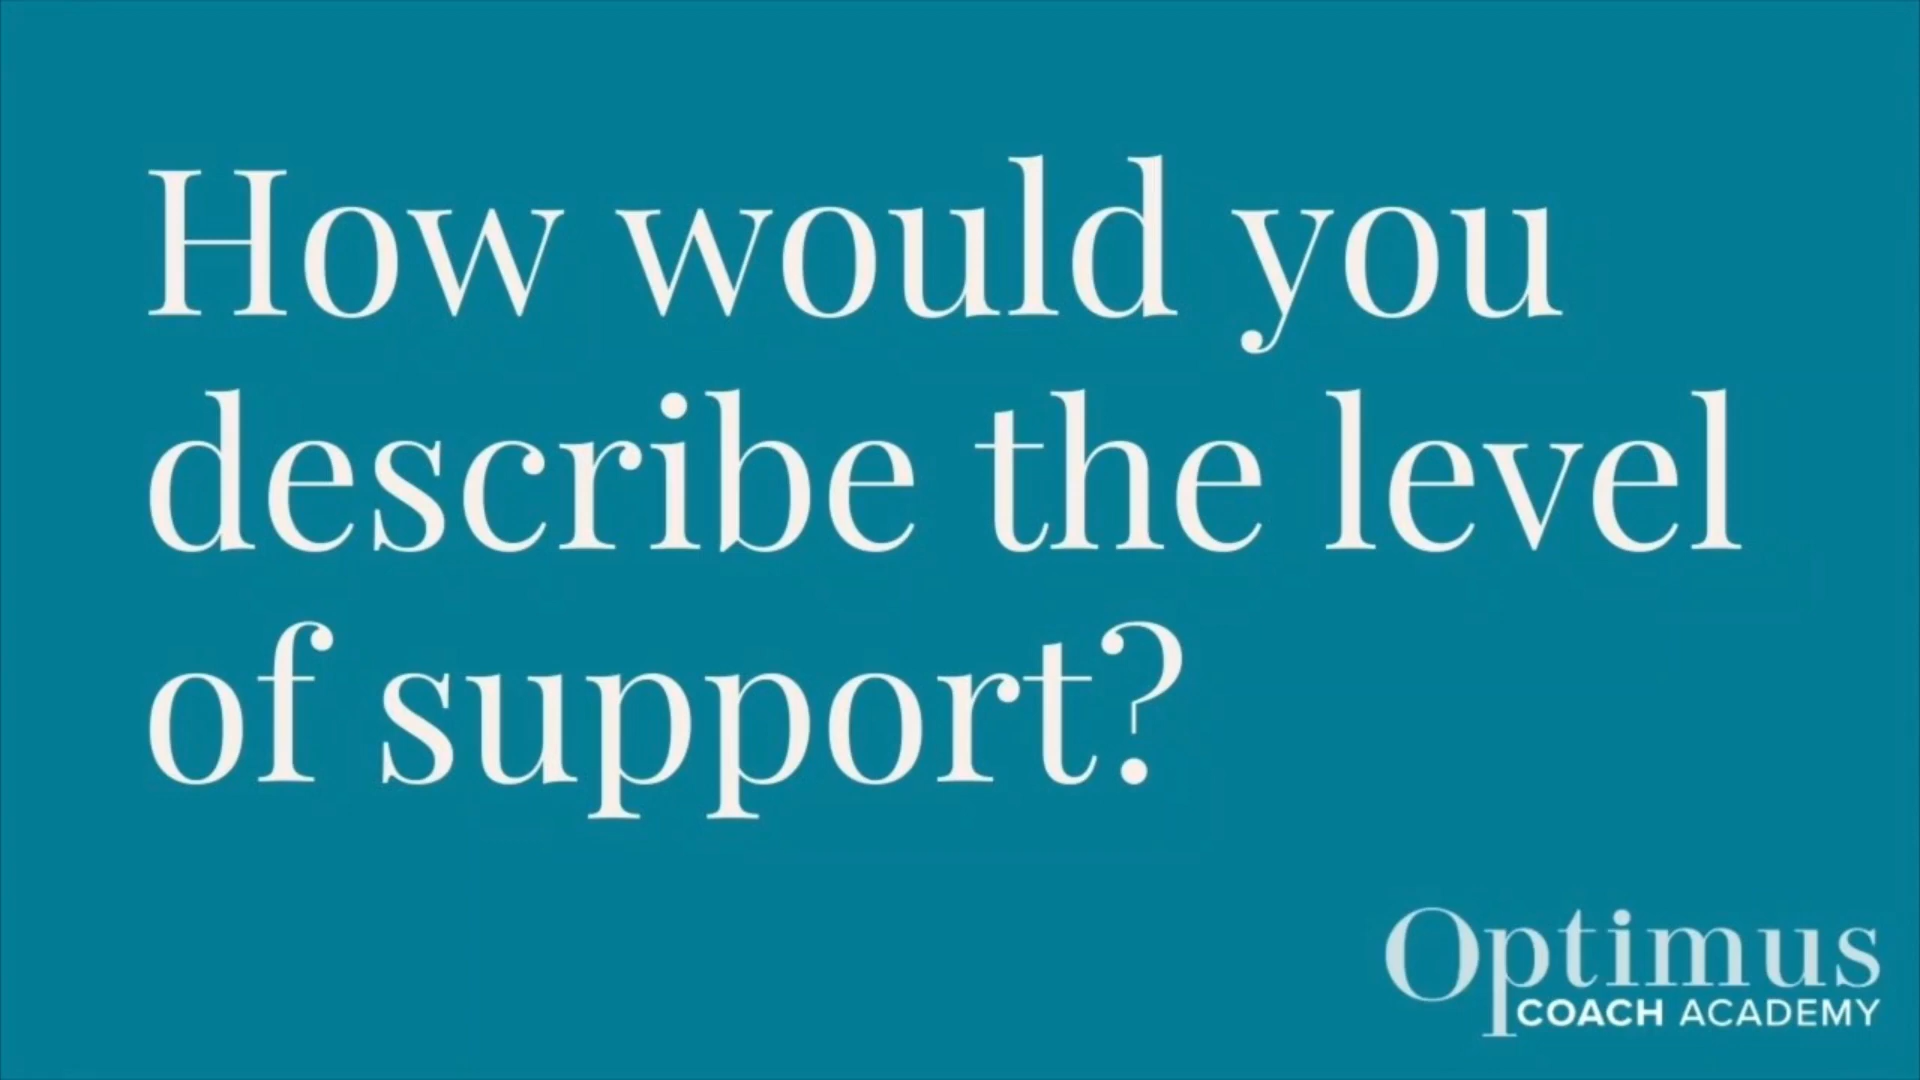 How would you
describe the level
of support?
Optimus
COACH ACADEMY